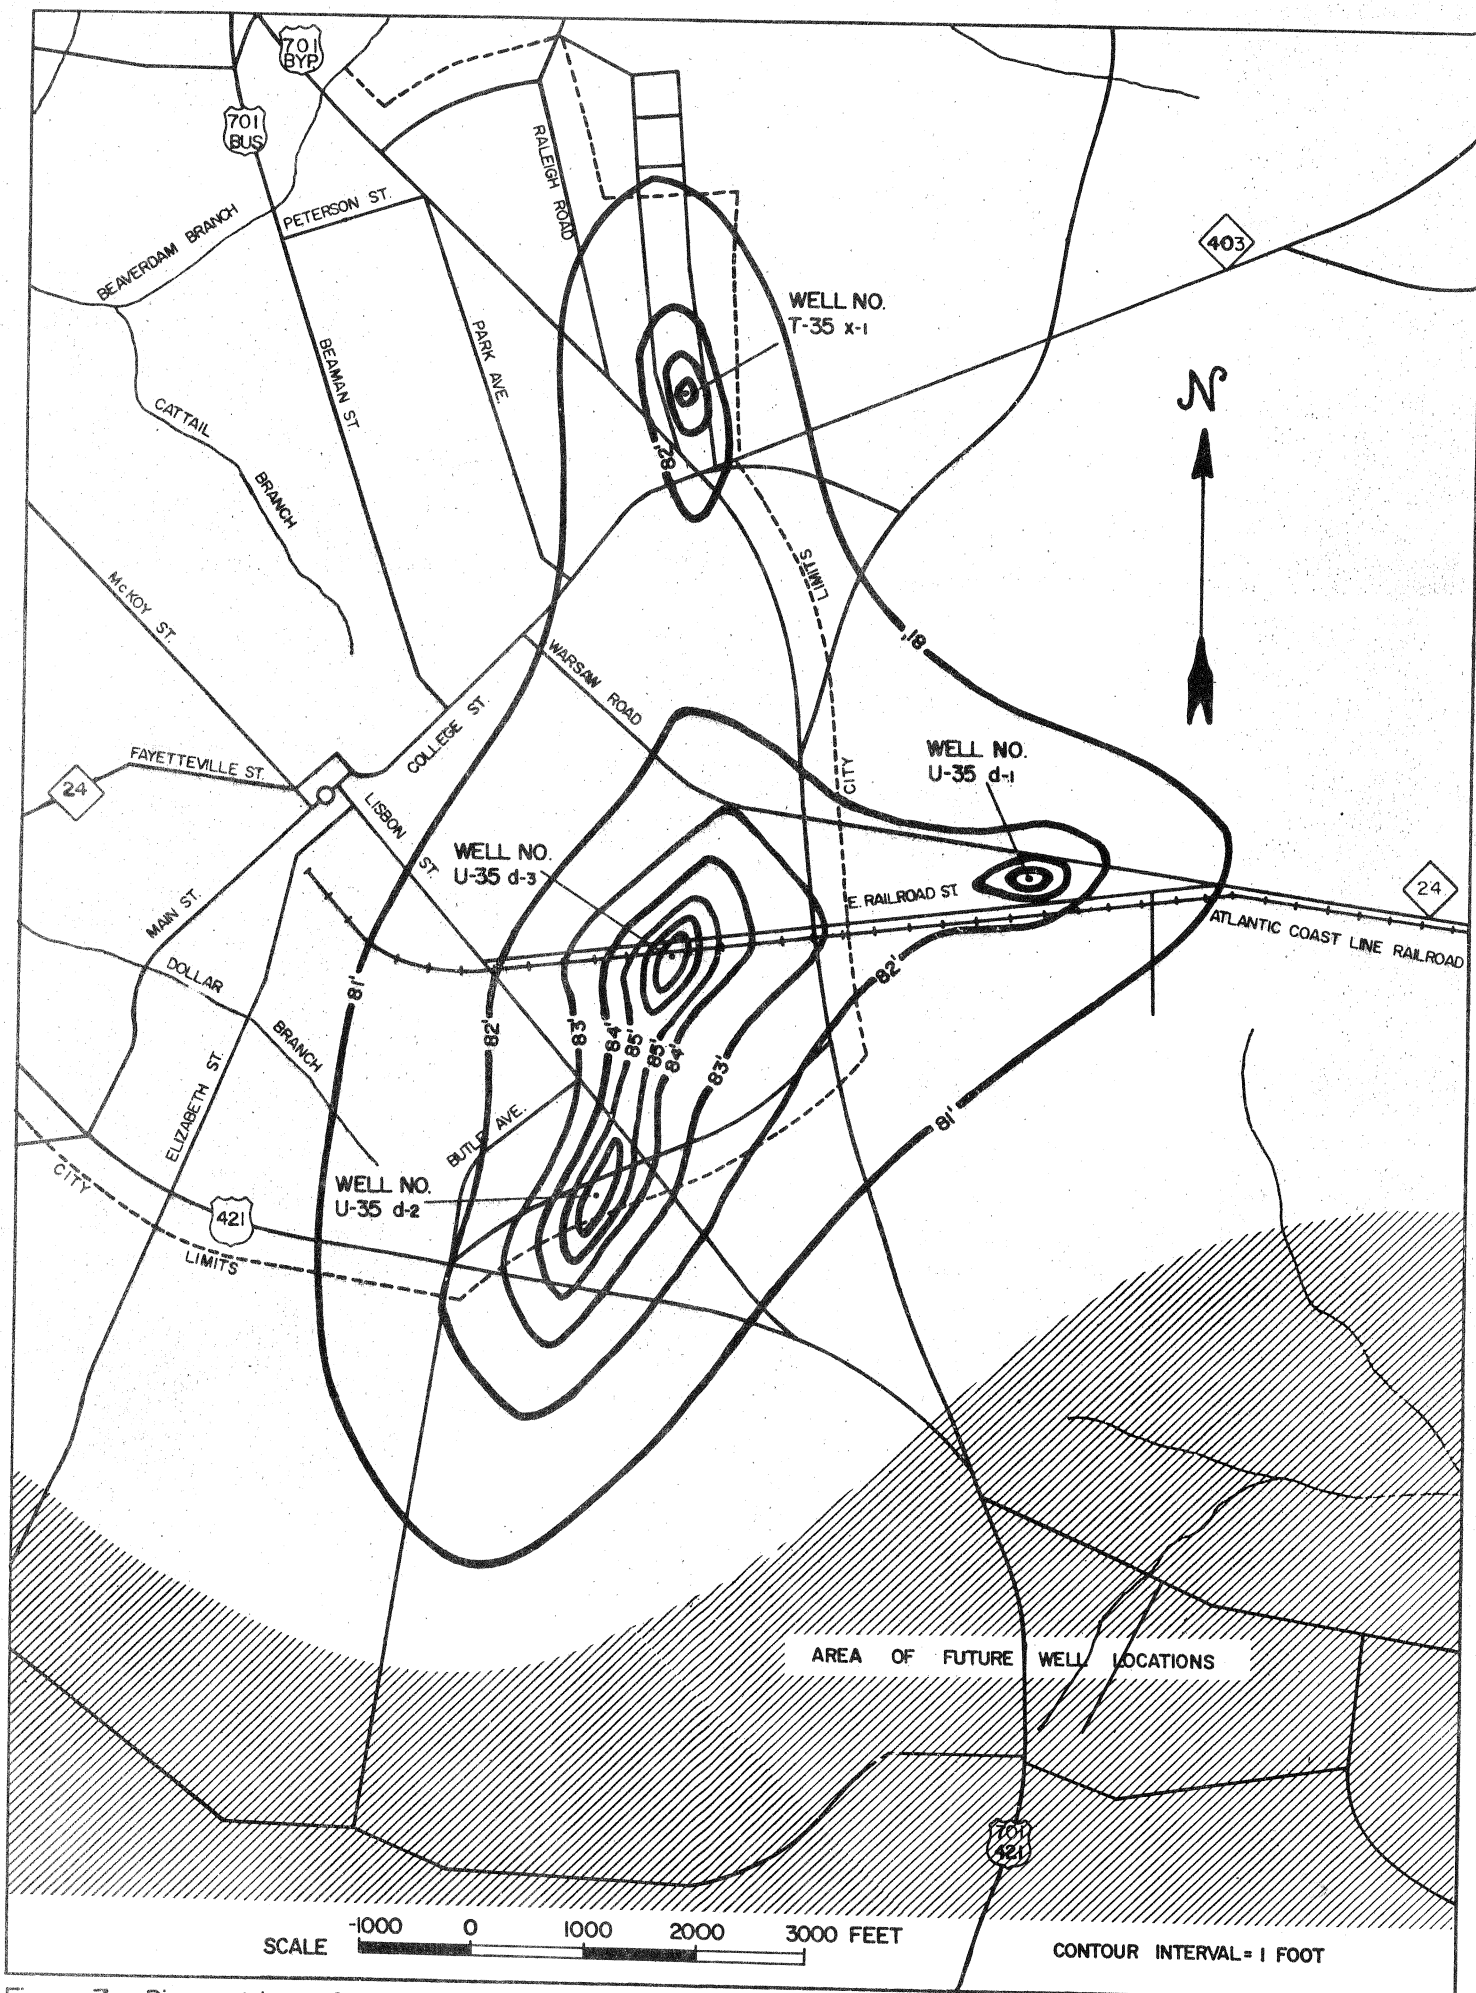 701
BYP.
701
BUS
RALEIGH ROAD
PETERSON ST.
BEAVERDAM BRANCH
403
WELL NO.
T-35 x-1
PARK AVE.
BEAMAN ST.
N
CATTAIL
BRANCH
82'
LIMITS
McKOY ST.
81'
WARSAW ROAD
COLLEGE ST.
WELL NO.
U-35 d-1
FAYETTEVILLE ST.
24
CITY
LISBON ST.
WELL NO.
U-35 d-3
24
E. RAILROAD ST.
MAIN ST.
ATLANTIC COAST LINE RAILROAD
DOLLAR
BRANCH
81'
82'
82'
83'
84'
85'
85'
84'
83'
81'
ELIZABETH ST.
BUTLER AVE.
CITY
WELL NO.
U-35 d-2
421
LIMITS
AREA OF FUTURE WELL LOCATIONS
701
421
-1000 0 1000 2000 3000 FEET
SCALE
CONTOUR INTERVAL = 1 FOOT